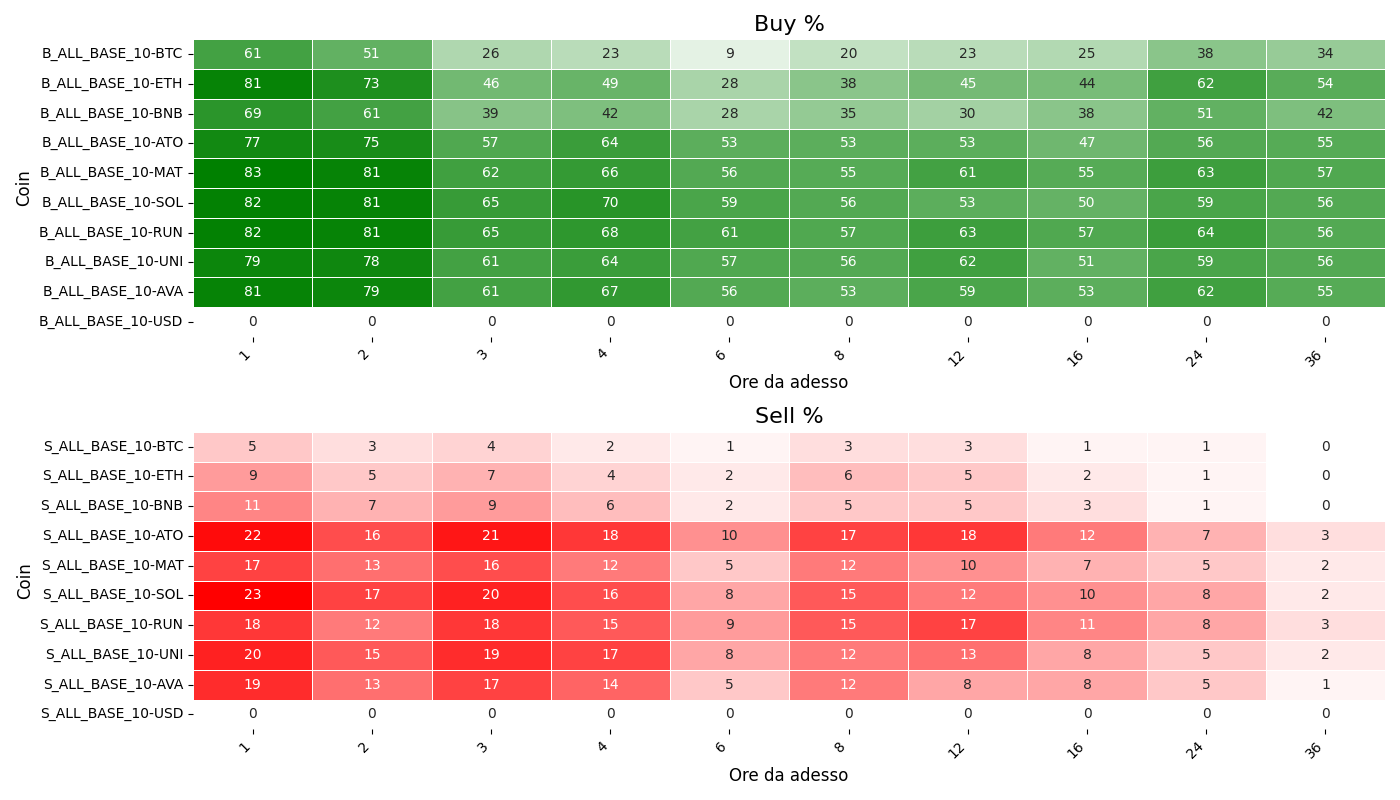 Buy %
Coin
B_ALL_BASE_10-BTC 61 51 26 23 9 20 23 25 38 34
B_ALL_BASE_10-ETH 81 73 46 49 28 38 45 44 62 54
B_ALL_BASE_10-BNB 69 61 39 42 28 35 30 38 51 42
B_ALL_BASE_10-ATO 77 75 57 64 53 53 53 47 56 55
B_ALL_BASE_10-MAT 83 81 62 66 56 55 61 55 63 57
B_ALL_BASE_10-SOL 82 81 65 70 59 56 53 50 59 56
B_ALL_BASE_10-RUN 82 81 65 68 61 57 63 57 64 56
B_ALL_BASE_10-UNI 79 78 61 64 57 56 62 51 59 56
B_ALL_BASE_10-AVA 81 79 61 67 56 53 59 53 62 55
B_ALL_BASE_10-USD 0 0 0 0 0 0 0 0 0 0
1 2 3 4 6 8 12 16 24 36
Ore da adesso
Sell %
Coin
S_ALL_BASE_10-BTC 5 3 4 2 1 3 3 1 1 0
S_ALL_BASE_10-ETH 9 5 7 4 2 6 5 2 1 0
S_ALL_BASE_10-BNB 11 7 9 6 2 5 5 3 1 0
S_ALL_BASE_10-ATO 22 16 21 18 10 17 18 12 7 3
S_ALL_BASE_10-MAT 17 13 16 12 5 12 10 7 5 2
S_ALL_BASE_10-SOL 23 17 20 16 8 15 12 10 8 2
S_ALL_BASE_10-RUN 18 12 18 15 9 15 17 11 8 3
S_ALL_BASE_10-UNI 20 15 19 17 8 12 13 8 5 2
S_ALL_BASE_10-AVA 19 13 17 14 5 12 8 8 5 1
S_ALL_BASE_10-USD 0 0 0 0 0 0 0 0 0 0
1 2 3 4 6 8 12 16 24 36
Ore da adesso